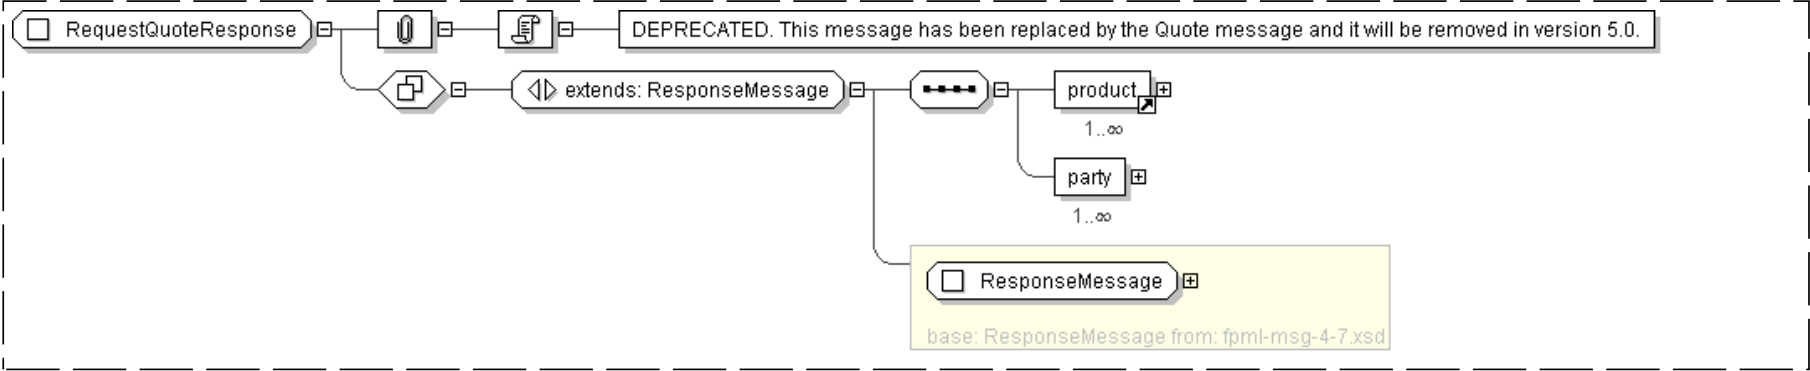 RequestQuoteResponse
DEPRECATED. This message has been replaced by the Quote message and it will be removed in version 5.0.
extends: ResponseMessage
product
1..∞
party
1..∞
ResponseMessage
base: ResponseMessage from: fpml-msg-4-7.xsd